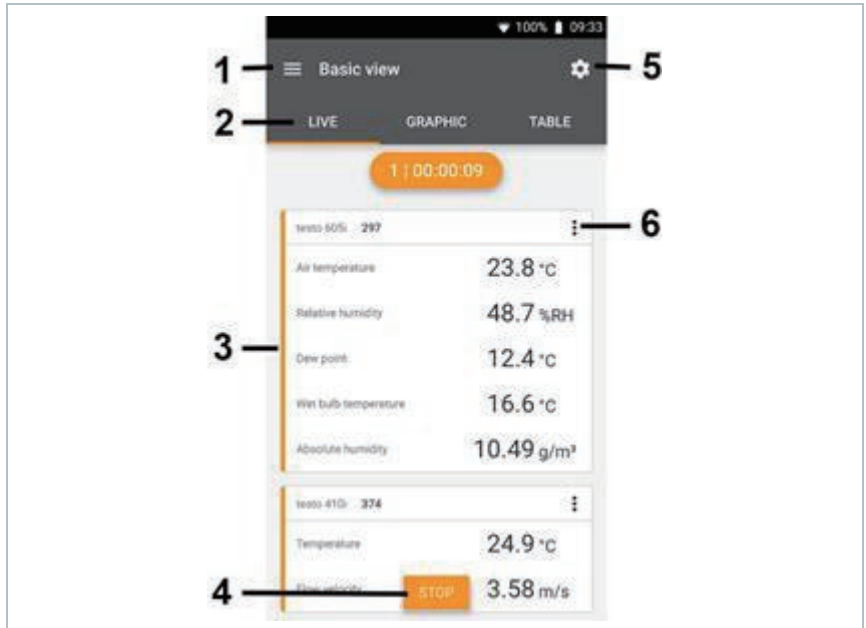 100% 09:33
1 Basic view 5
2 LIVE GRAPHIC TABLE
1 | 00:00:09
testo 605i 297 6
Air temperature 23.8 °C
Relative humidity 48.7 %RH
3
Dew point 12.4 °C
Wet bulb temperature 16.6 °C
Absolute humidity 10.49 g/m³
testo 410i 374
Temperature 24.9 °C
4 Flow velocity STOP 3.58 m/s